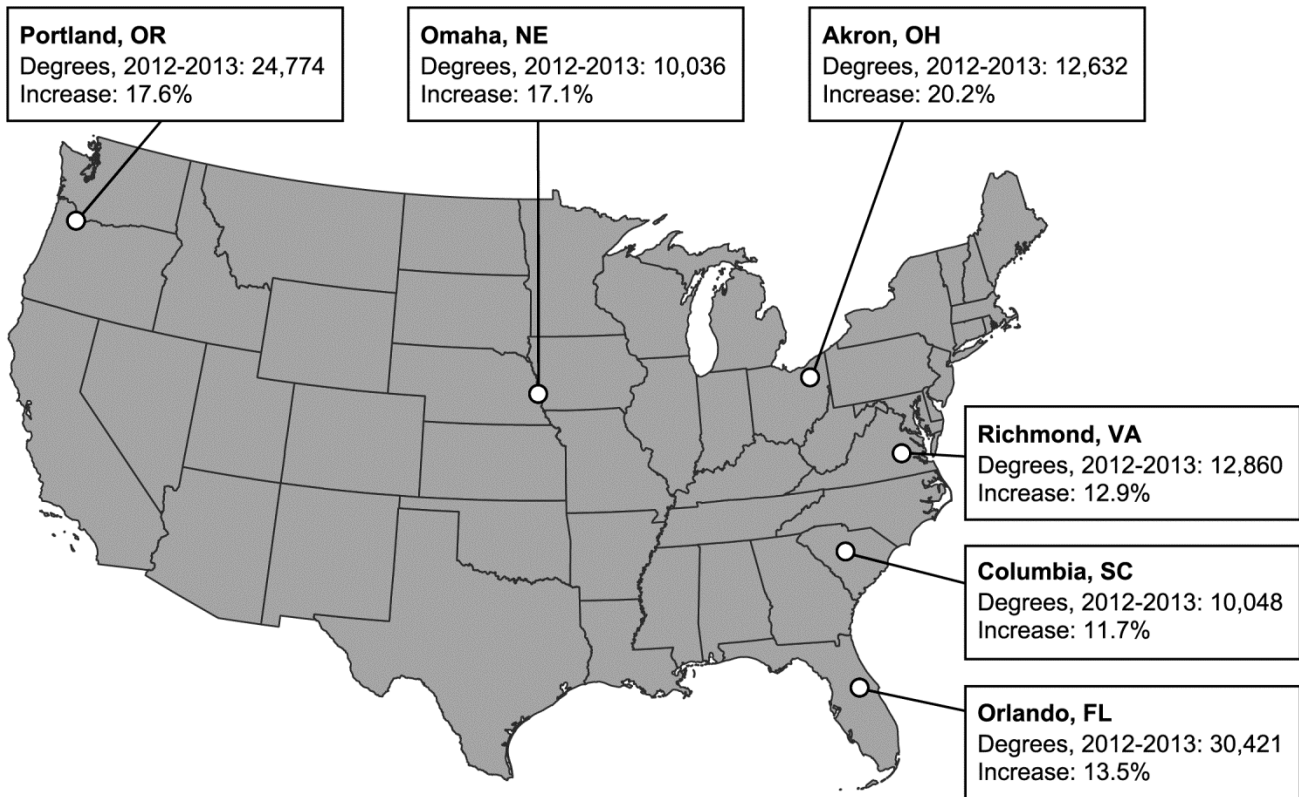 Portland, OR
Degrees, 2012-2013: 24,774
Increase: 17.6%
Omaha, NE
Degrees, 2012-2013: 10,036
Increase: 17.1%
Akron, OH
Degrees, 2012-2013: 12,632
Increase: 20.2%
Richmond, VA
Degrees, 2012-2013: 12,860
Increase: 12.9%
Columbia, SC
Degrees, 2012-2013: 10,048
Increase: 11.7%
Orlando, FL
Degrees, 2012-2013: 30,421
Increase: 13.5%